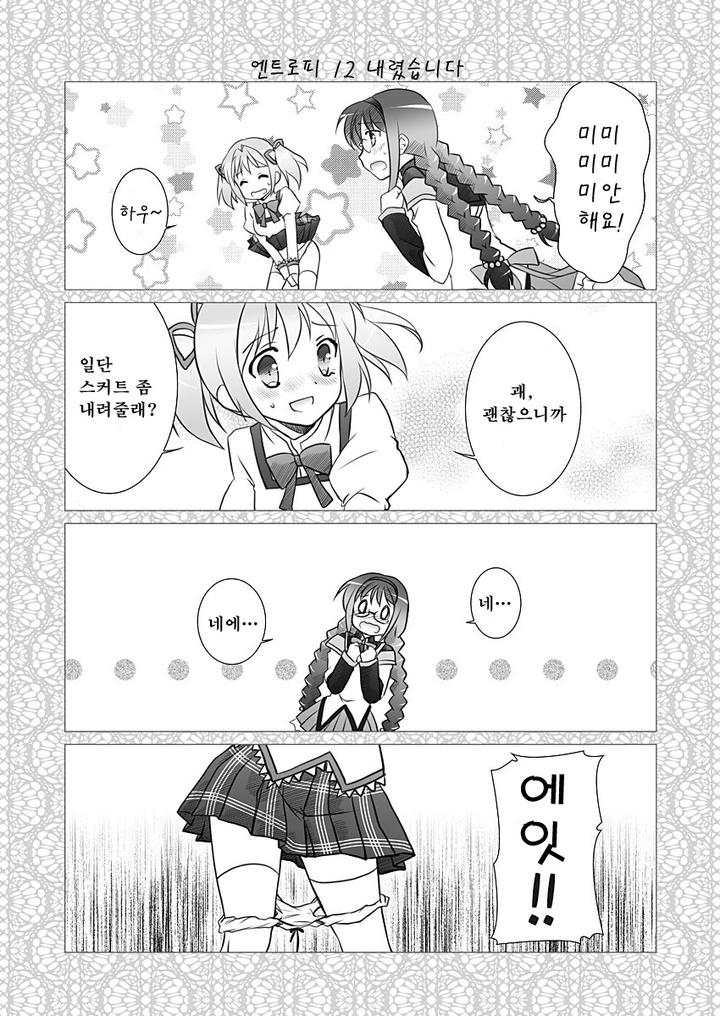 엔트로피 12 내렸습니다
미미
미미
미안
해요!
하우~
괘,
괜찮으니까
일단
스커트 좀
내려줄래?
네…
네에…
에
잇!!